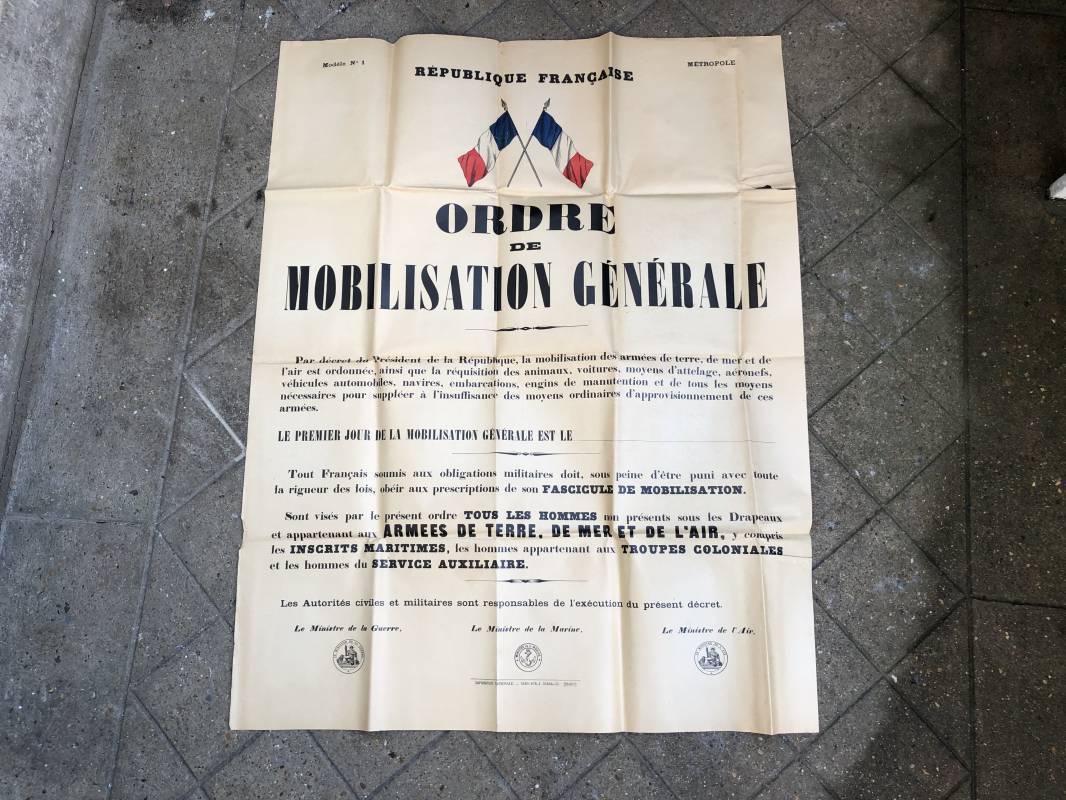 Modèle N° 1
RÉPUBLIQUE FRANÇAISE
MÉTROPOLE
ORDRE
DE
MOBILISATION GÉNÉRALE
Par décret du Président de la République, la mobilisation des armées de terre, de mer et de
l'air est ordonnée, ainsi que la réquisition des animaux, voitures, moyens d'attelage, aéronefs,
véhicules automobiles, navires, embarcations, engins de manutention et de tous les moyens
nécessaires pour suppléer à l'insuffisance des moyens ordinaires d'approvisionnement de ces
armées.
LE PREMIER JOUR DE LA MOBILISATION GÉNÉRALE EST LE
Tout Français soumis aux obligations militaires doit, sous peine d'être puni avec toute
la rigueur des lois, obéir aux prescriptions de son FASCICULE DE MOBILISATION.
Sont visés par le présent ordre TOUS LES HOMMES non présents sous les Drapeaux
et appartenant aux ARMÉES DE TERRE, DE MER ET DE L'AIR, y compris
les INSCRITS MARITIMES, les hommes appartenant aux TROUPES COLONIALES
et les hommes du SERVICE AUXILIAIRE.
Les Autorités civiles et militaires sont responsables de l'exécution du présent décret.
Le Ministre de la Guerre,
Le Ministre de la Marine,
Le Ministre de l'Air,
IMPRIMERIE NATIONALE